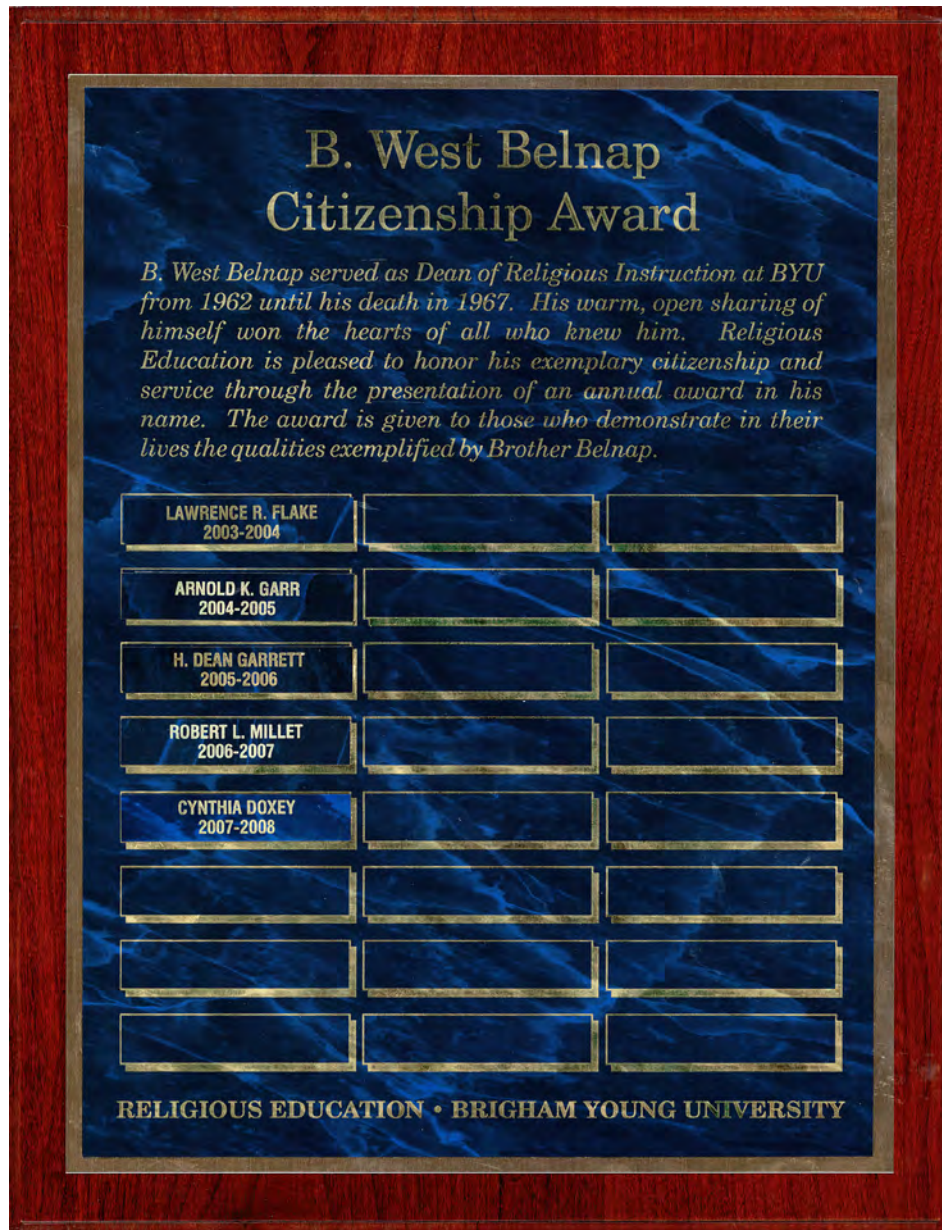 B. West Belnap
Citizenship Award
B. West Belnap served as Dean of Religious Instruction at BYU
from 1962 until his death in 1967. His warm, open sharing of
himself won the hearts of all who knew him. Religious
Education is pleased to honor his exemplary citizenship and
service through the presentation of an annual award in his
name. The award is given to those who demonstrate in their
lives the qualities exemplified by Brother Belnap.
LAWRENCE R. FLAKE
2003-2004
ARNOLD K. GARR
2004-2005
H. DEAN GARRETT
2005-2006
ROBERT L. MILLET
2006-2007
CYNTHIA DOXEY
2007-2008
RELIGIOUS EDUCATION • BRIGHAM YOUNG UNIVERSITY